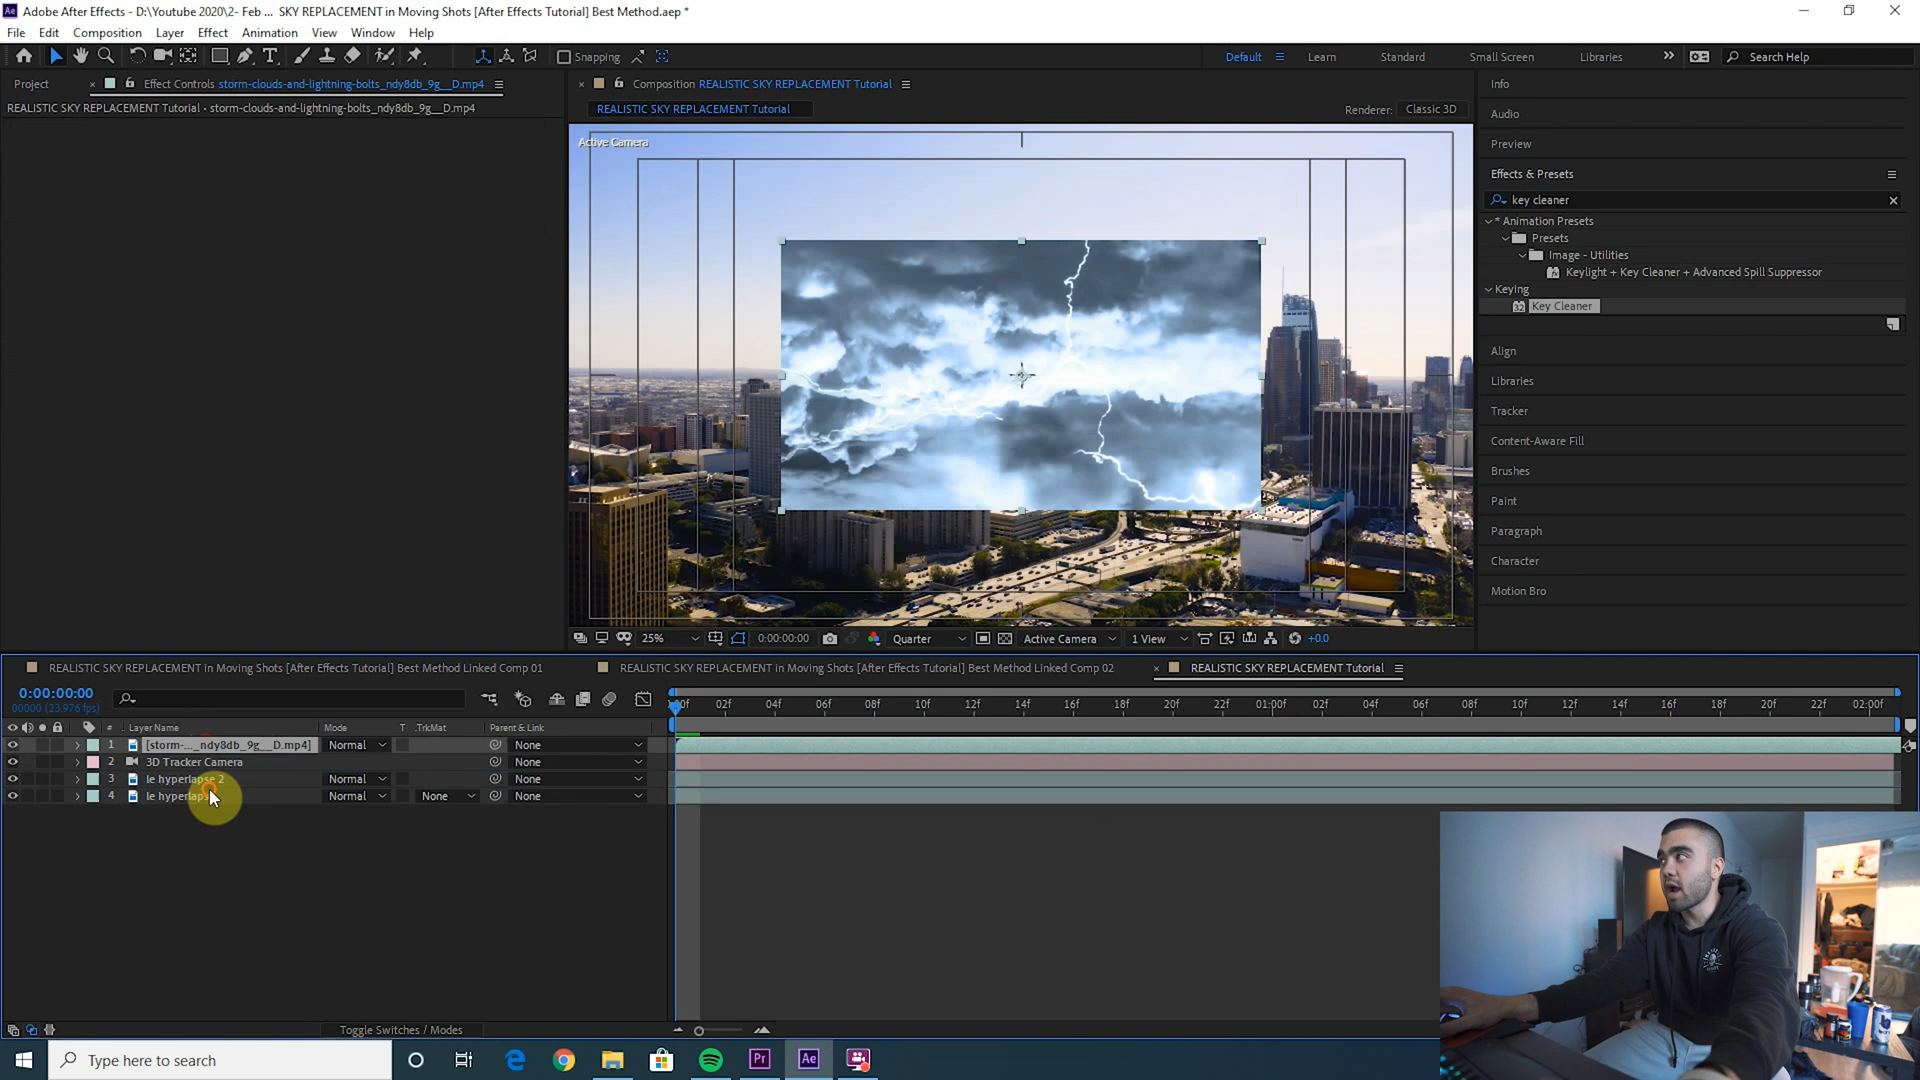 Adobe After Effects - D:\Youtube 2020\2- Feb ... SKY REPLACEMENT in Moving Shots [After Effects Tutorial] Best Method.aep *
File Edit Composition Layer Effect Animation View Window Help
Snapping
Default Learn Standard Small Screen Libraries Search Help
Project Effect Controls storm-clouds-and-lightning-bolts_ndy8db_9g__D.mp4
REALISTIC SKY REPLACEMENT Tutorial • storm-clouds-and-lightning-bolts_ndy8db_9g__D.mp4
Composition REALISTIC SKY REPLACEMENT Tutorial
REALISTIC SKY REPLACEMENT Tutorial
Renderer: Classic 3D
Active Camera
Info
Audio
Preview
Effects & Presets
key cleaner
* Animation Presets
Presets
Image - Utilities
Keylight + Key Cleaner + Advanced Spill Suppressor
Keying
Key Cleaner
Align
Libraries
Tracker
Content-Aware Fill
Brushes
Paint
Paragraph
Character
Motion Bro
25% 0:00:00:00 Quarter Active Camera 1 View +0.0
REALISTIC SKY REPLACEMENT in Moving Shots [After Effects Tutorial] Best Method Linked Comp 01
REALISTIC SKY REPLACEMENT in Moving Shots [After Effects Tutorial] Best Method Linked Comp 02
REALISTIC SKY REPLACEMENT Tutorial
0:00:00:00
00000 (23.976 fps)
02f 04f 06f 08f 10f 12f 14f 16f 18f 20f 22f 01:00f 02f 04f 06f 08f 10f 12f 14f 16f 18f 20f 22f 02:00f
# Layer Name Mode T .TrkMat Parent & Link
1 [storm-..._ndy8db_9g__D.mp4] Normal None
2 3D Tracker Camera None
3 le hyperlapse 2 Normal None
4 le hyperlaps Normal None None
Toggle Switches / Modes
Type here to search
Pr
Ae